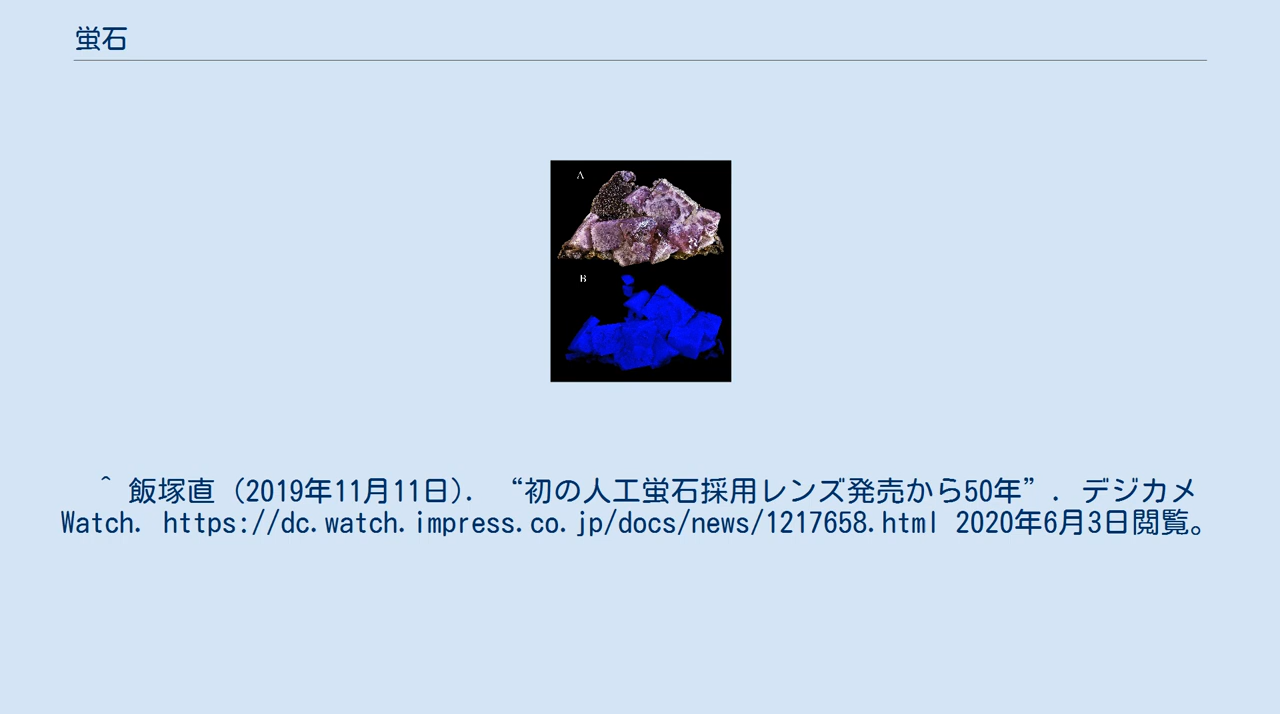 蛍石
A
B
^ 飯塚直 (2019年11月11日). “初の人工蛍石採用レンズ発売から50年”. デジカメ
Watch. https://dc.watch.impress.co.jp/docs/news/1217658.html 2020年6月3日閲覧。